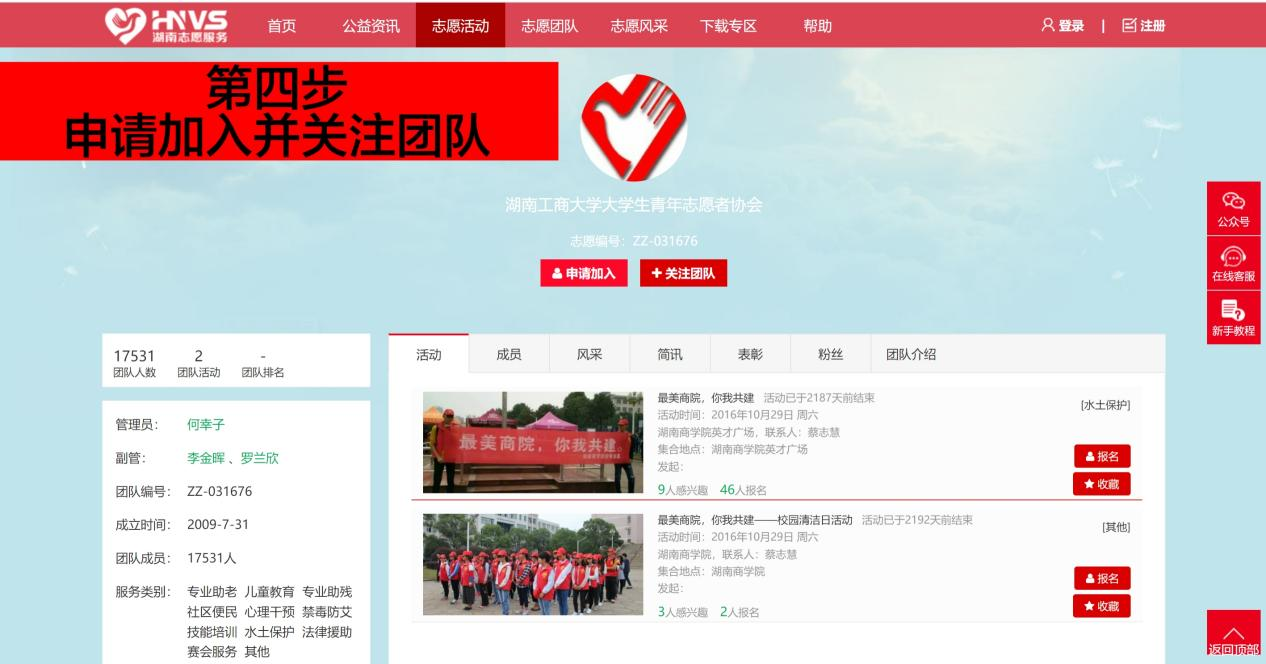 HNVS
湖南志愿服务
首页 公益资讯 志愿活动 志愿团队 志愿风采 下载专区 帮助 登录 | 注册
第四步
申请加入并关注团队
湖南工商大学大学生青年志愿者协会
志愿编号：ZZ-031676
申请加入 关注团队
公众号
在线客服
新手教程
17531 2 -
团队人数 团队活动 团队排名
管理员： 何幸子
副管： 李金晖 、罗兰欣
团队编号： ZZ-031676
成立时间： 2009-7-31
团队成员： 17531人
服务类别： 专业助老 儿童教育 专业助残
社区便民 心理干预 禁毒防艾
技能培训 水土保护 法律援助
赛会服务 其他
活动 成员 风采 简讯 表彰 粉丝 团队介绍
最美商院，你我共建。
最美商院，你我共建 活动已于2187天前结束
[水土保护]
活动时间：2016年10月29日 周六
湖南商学院英才广场，联系人：蔡志慧
集合地点：湖南商学院英才广场
发起：
9人感兴趣 46人报名
报名
收藏
最美商院，你我共建——校园清洁日活动 活动已于2192天前结束
[其他]
活动时间：2016年10月29日 周六
湖南商学院，联系人：蔡志慧
集合地点：湖南商学院
发起：
3人感兴趣 2人报名
报名
收藏
返回顶部